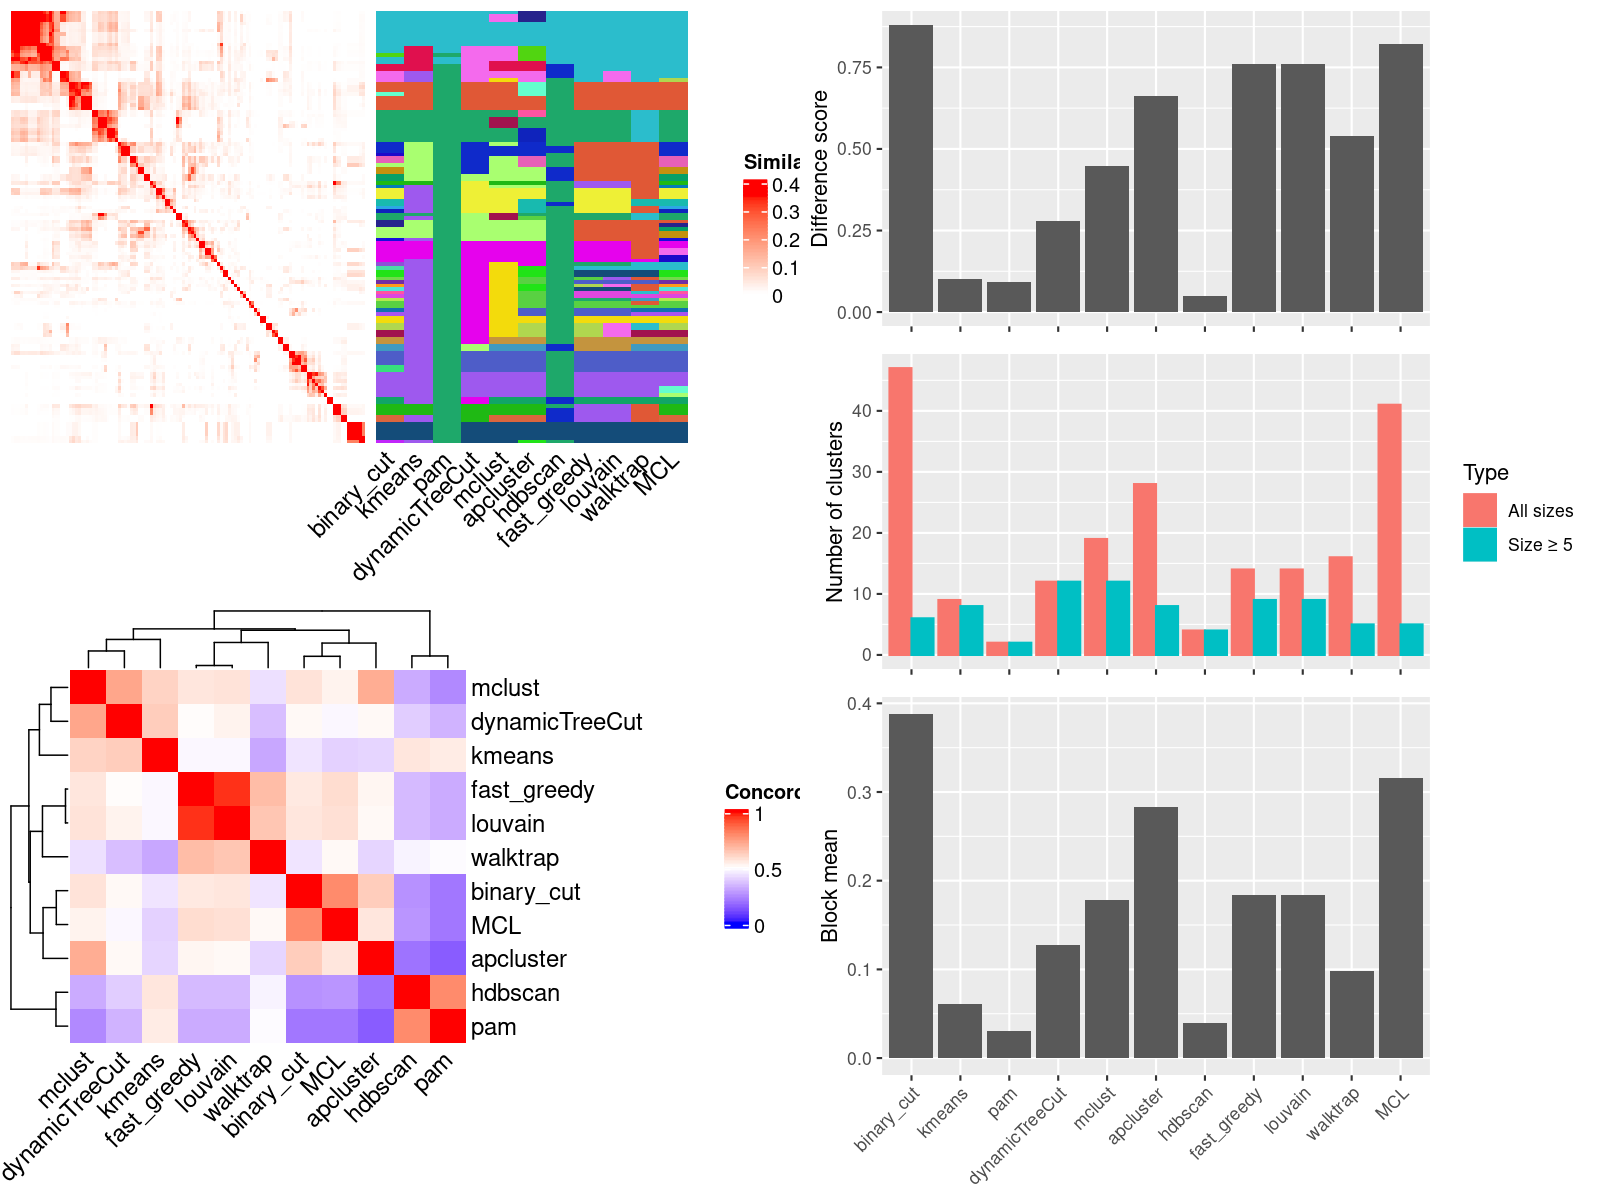 Simila
0.4
0.3
0.2
0.1
0
binary_cut
kmeans
pam
dynamicTreeCut
mclust
apcluster
hdbscan
fast_greedy
louvain
walktrap
MCL
mclust
dynamicTreeCut
kmeans
fast_greedy
louvain
walktrap
binary_cut
MCL
apcluster
hdbscan
pam
Concord
1
0.5
0
mclust
dynamicTreeCut
kmeans
fast_greedy
louvain
walktrap
binary_cut
MCL
apcluster
hdbscan
pam
Difference score
0.75
0.50
0.25
0.00
Number of clusters
40
30
20
10
0
Type
All sizes
Size ≥ 5
Block mean
0.4
0.3
0.2
0.1
0.0
binary_cut
kmeans
pam
dynamicTreeCut
mclust
apcluster
hdbscan
fast_greedy
louvain
walktrap
MCL